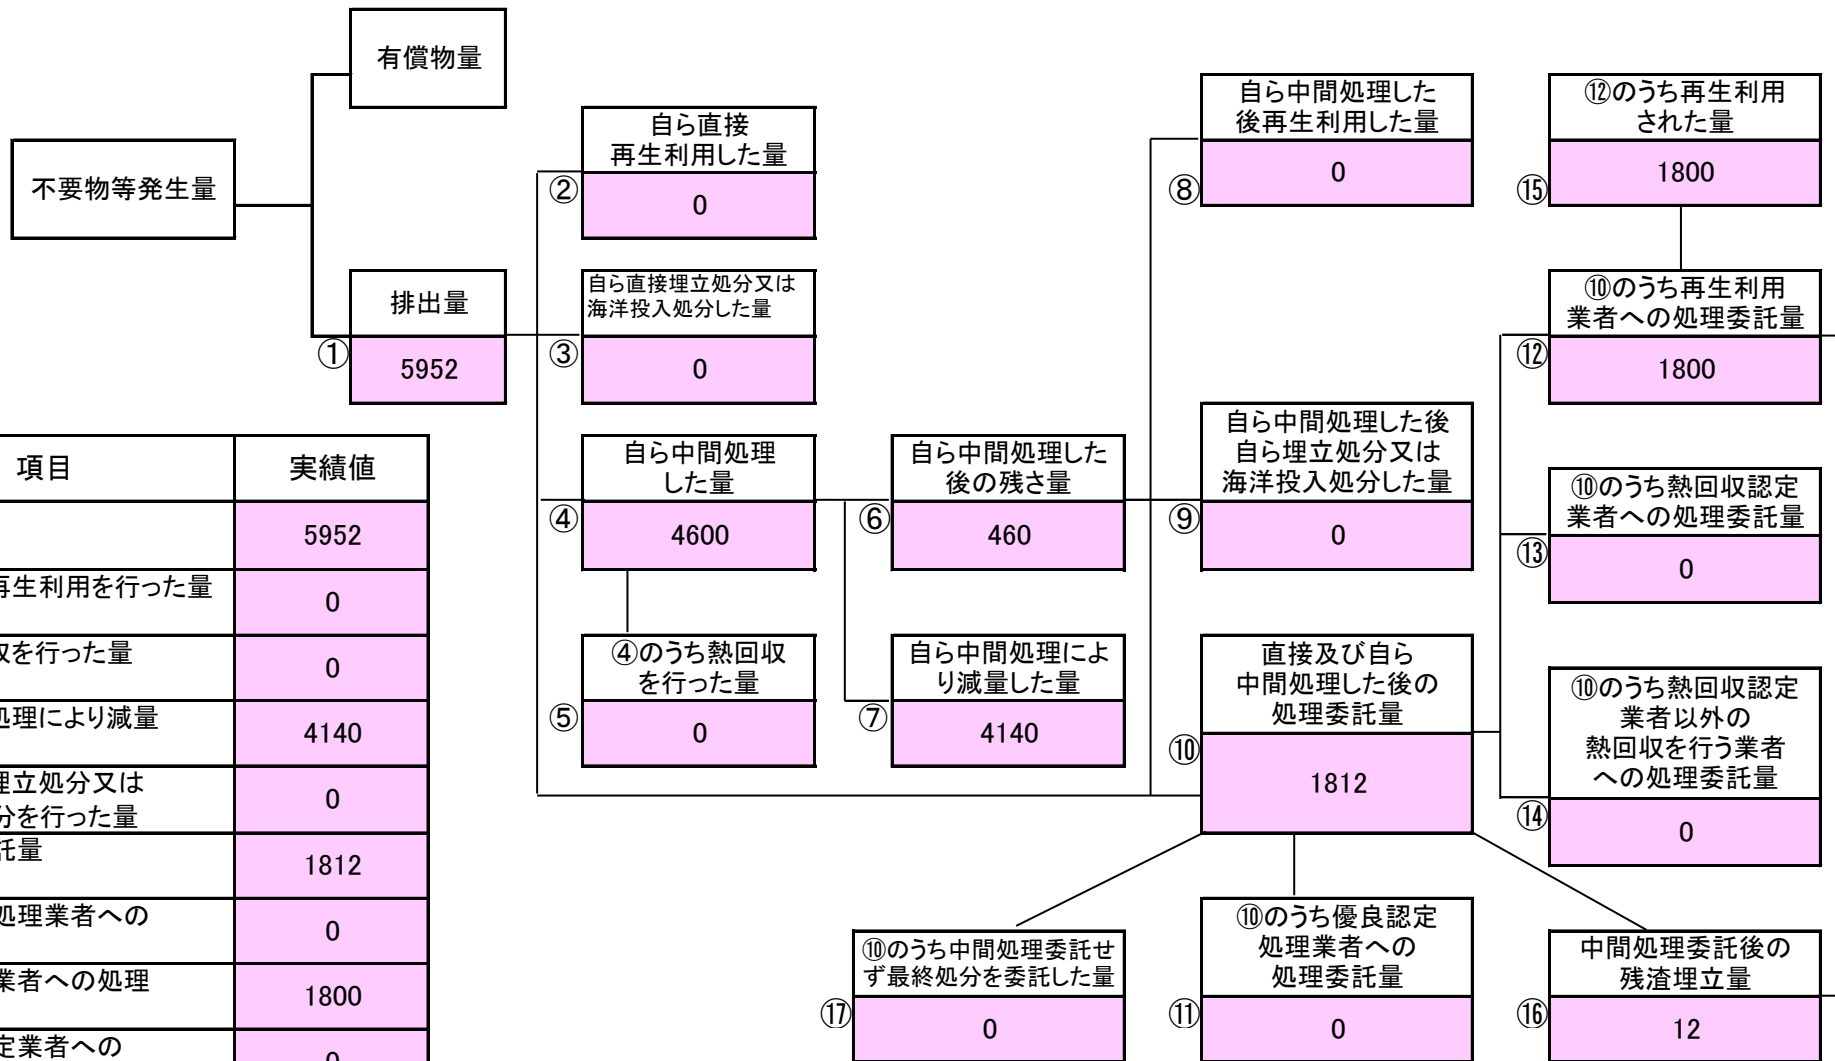 有償物量
不要物等発生量
排出量
①
5952
自ら直接
再生利用した量
②
0
自ら直接埋立処分又は
海洋投入処分した量
③
0
自ら中間処理
した量
④
4600
④のうち熱回収
を行った量
⑤
0
自ら中間処理した
後の残さ量
⑥
460
自ら中間処理によ
り減量した量
⑦
4140
自ら中間処理した
後再生利用した量
⑧
0
自ら中間処理した後
自ら埋立処分又は
海洋投入処分した量
⑨
0
直接及び自ら
中間処理した後の
処理委託量
⑩
1812
⑫のうち再生利用
された量
⑮
1800
⑩のうち再生利用
業者への処理委託量
⑫
1800
⑩のうち熱回収認定
業者への処理委託量
⑬
0
⑩のうち熱回収認定
業者以外の
熱回収を行う業者
への処理委託量
⑭
0
⑩のうち中間処理委託せ
ず最終処分を委託した量
⑰
0
⑩のうち優良認定
処理業者への
処理委託量
⑪
0
中間処理委託後の
残渣埋立量
⑯
12
項目 実績値
5952
再生利用を行った量 0
を行った量 0
処理により減量 4140
埋立処分又は
分を行った量 0
託量 1812
処理業者への 0
業者への処理 1800
定業者への 0